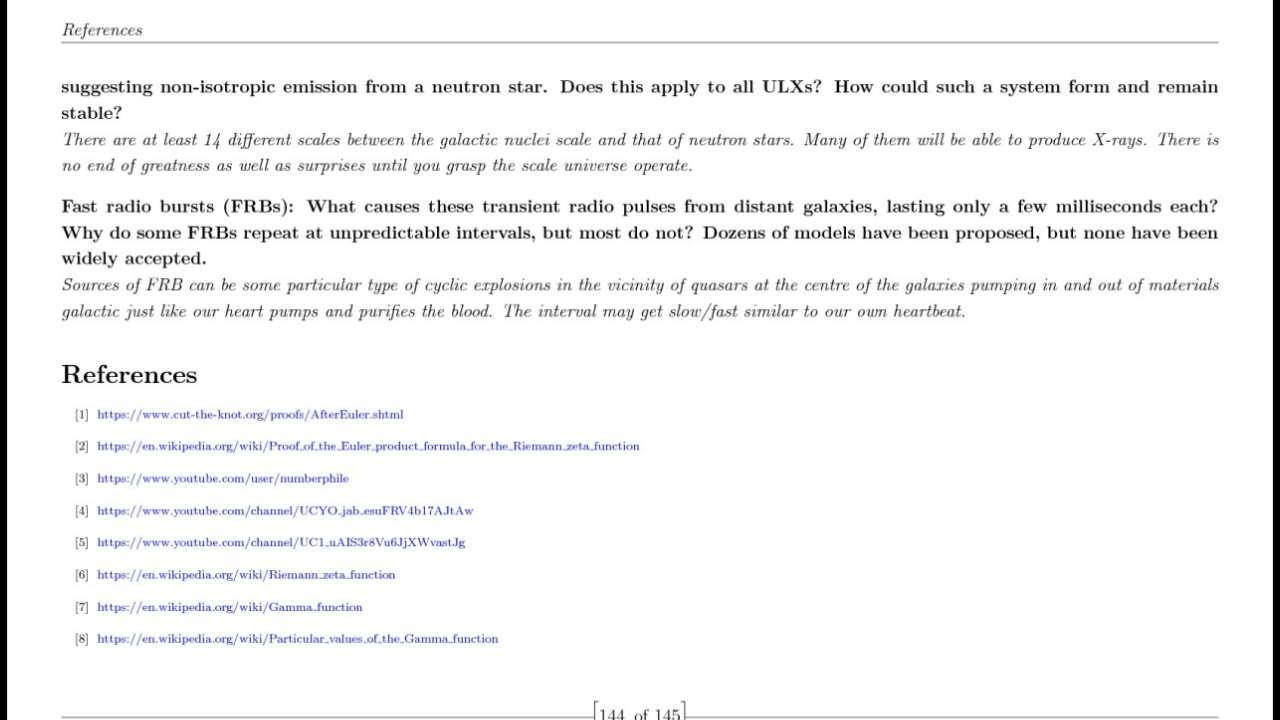 References
suggesting non-isotropic emission from a neutron star. Does this apply to all ULXs? How could such a system form and remain
stable?
There are at least 14 different scales between the galactic nuclei scale and that of neutron stars. Many of them will be able to produce X-rays. There is
no end of greatness as well as surprises until you grasp the scale universe operate.
Fast radio bursts (FRBs): What causes these transient radio pulses from distant galaxies, lasting only a few milliseconds each?
Why do some FRBs repeat at unpredictable intervals, but most do not? Dozens of models have been proposed, but none have been
widely accepted.
Sources of FRB can be some particular type of cyclic explosions in the vicinity of quasars at the centre of the galaxies pumping in and out of materials
galactic just like our heart pumps and purifies the blood. The interval may get slow/fast similar to our own heartbeat.
References
[1] https://www.cut-the-knot.org/proofs/AfterEuler.shtml
[2] https://en.wikipedia.org/wiki/Proof_of_the_Euler_product_formula_for_the_Riemann_zeta_function
[3] https://www.youtube.com/user/numberphile
[4] https://www.youtube.com/channel/UCYO_jab_esuFRV4b17AJtAw
[5] https://www.youtube.com/channel/UC1_uAIS3r8Vu6JjXWvastJg
[6] https://en.wikipedia.org/wiki/Riemann_zeta_function
[7] https://en.wikipedia.org/wiki/Gamma_function
[8] https://en.wikipedia.org/wiki/Particular_values_of_the_Gamma_function
[144 of 145]